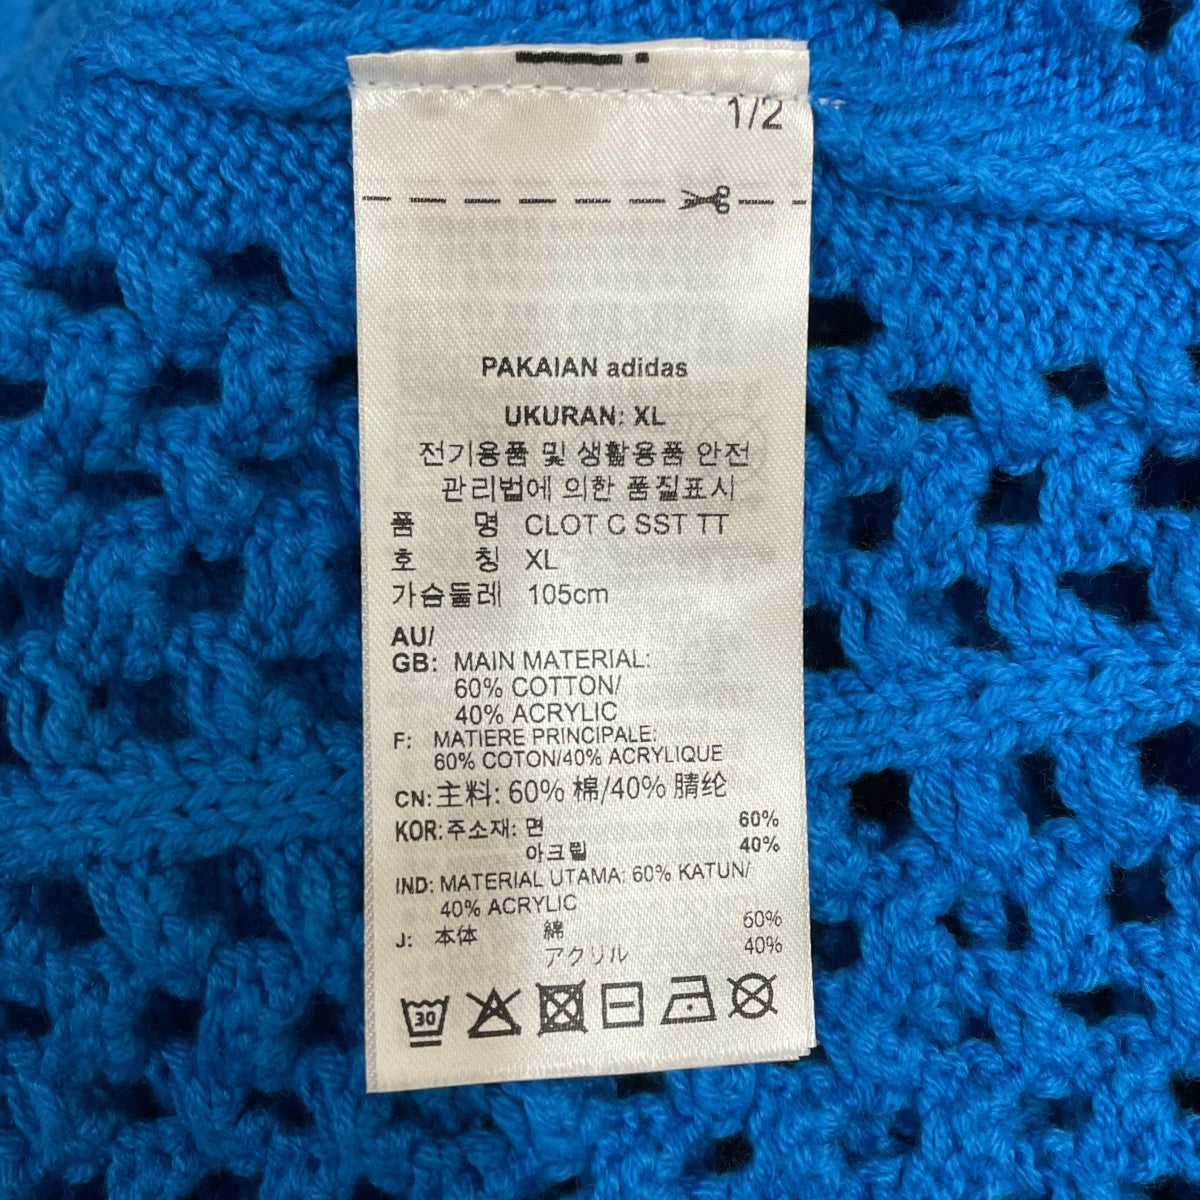 1/2
PAKAIAN adidas
UKURAN: XL
전기용품 및 생활용품 안전
관리법에 의한 품질표시
품 명 CLOT C SST TT
호 칭 XL
가슴둘레 105cm
AU/
GB: MAIN MATERIAL:
60% COTTON/
40% ACRYLIC
F: MATIERE PRINCIPALE:
60% COTON/40% ACRYLIQUE
CN: 主料: 60% 棉/40% 腈纶
KOR: 주소재: 면 60%
아크릴 40%
IND: MATERIAL UTAMA: 60% KATUN/
40% ACRYLIC
J: 本体 綿 60%
アクリル 40%
30